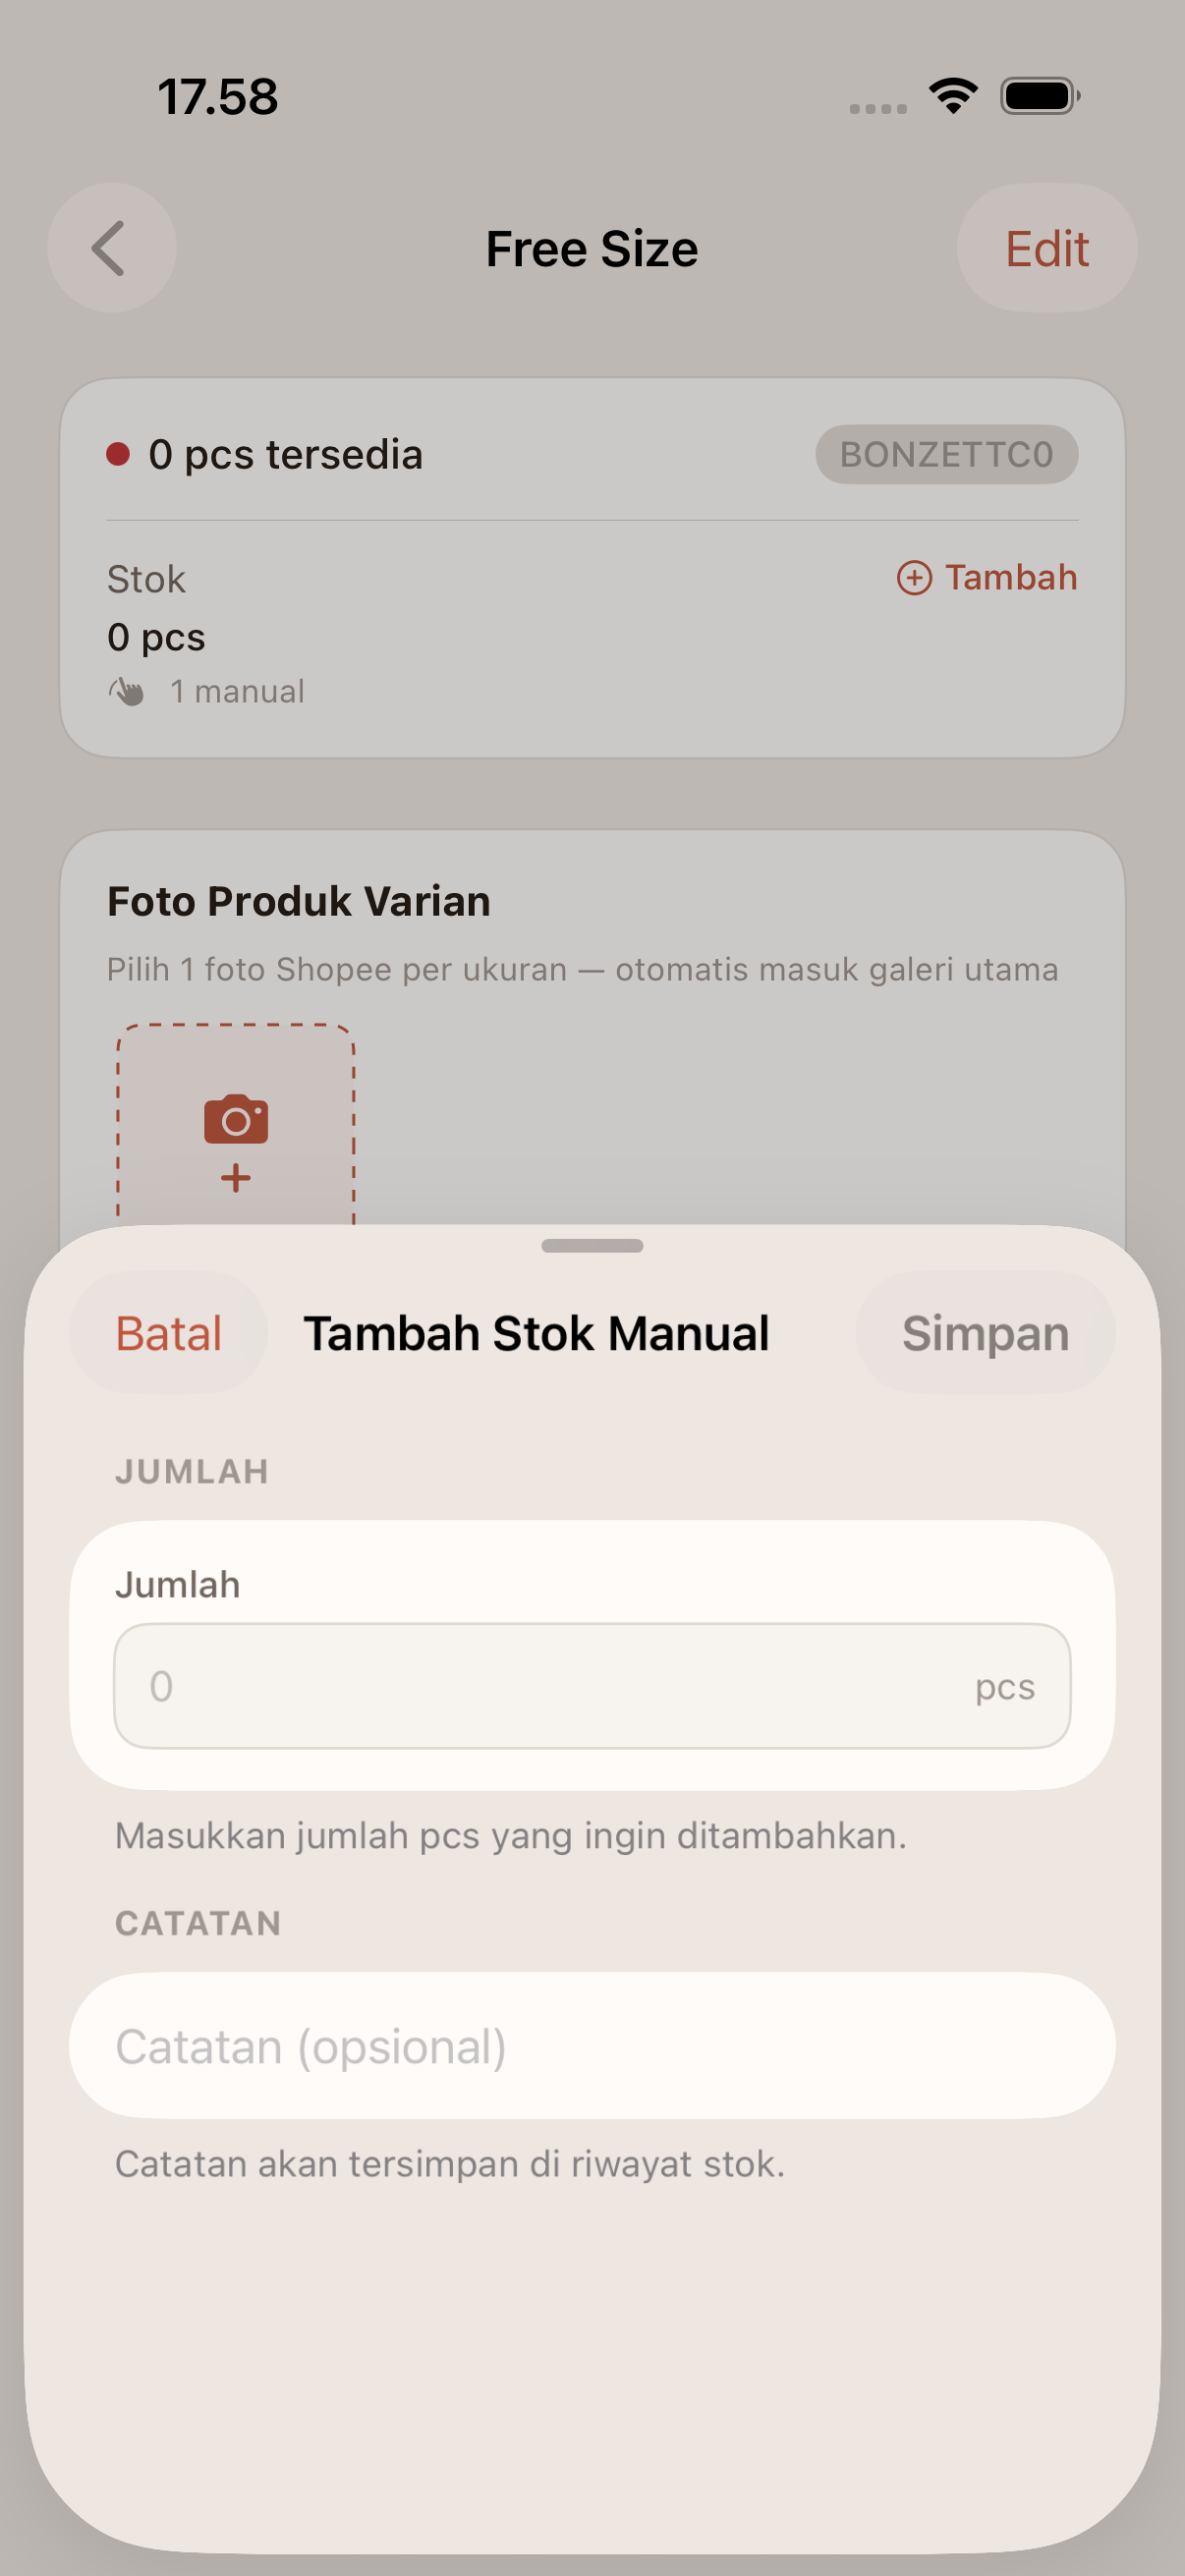 17.58
Free Size
Edit
0 pcs tersedia
BONZETTC0
Stok
Tambah
0 pcs
1 manual
Foto Produk Varian
Pilih 1 foto Shopee per ukuran — otomatis masuk galeri utama
Batal
Tambah Stok Manual
Simpan
JUMLAH
Jumlah
0
pcs
Masukkan jumlah pcs yang ingin ditambahkan.
CATATAN
Catatan (opsional)
Catatan akan tersimpan di riwayat stok.